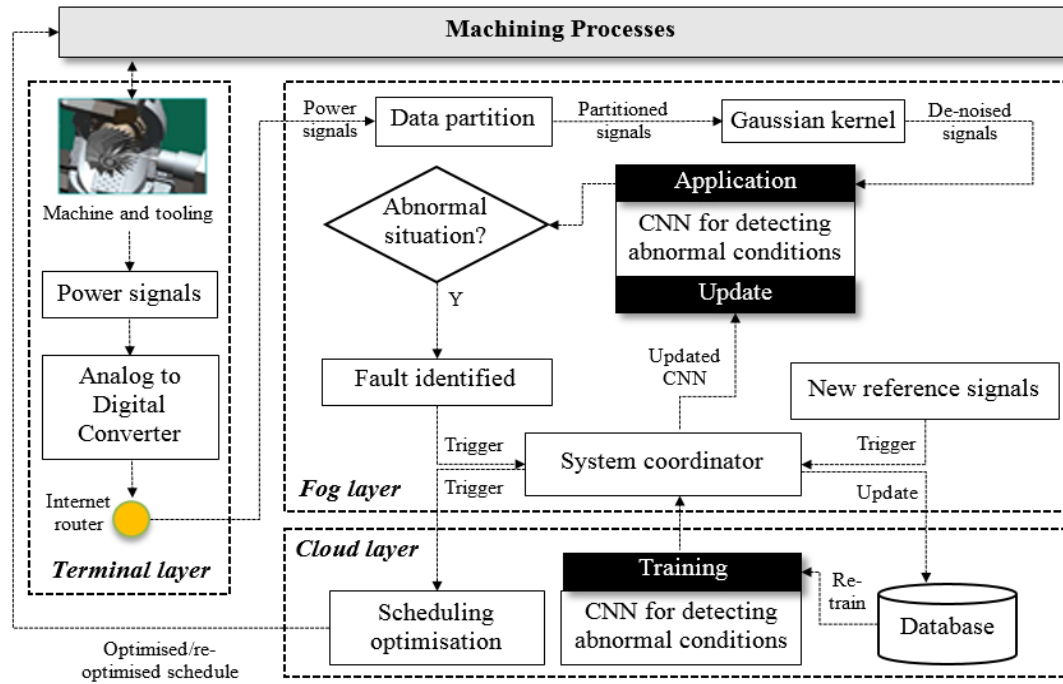 Machining Processes
Machine and tooling
Power signals
Analog to
Digital
Converter
Internet
router
Terminal layer
Power
signals
Data partition
Partitioned
signals
Gaussian kernel
De-noised
signals
Abnormal
situation?
Application
CNN for detecting
abnormal conditions
Update
Y
Fault identified
Updated
CNN
New reference signals
Trigger
System coordinator
Trigger
Trigger
Update
Fog layer
Cloud layer
Scheduling
optimisation
Training
CNN for detecting
abnormal conditions
Re-
train
Database
Optimised/re-
optimised schedule